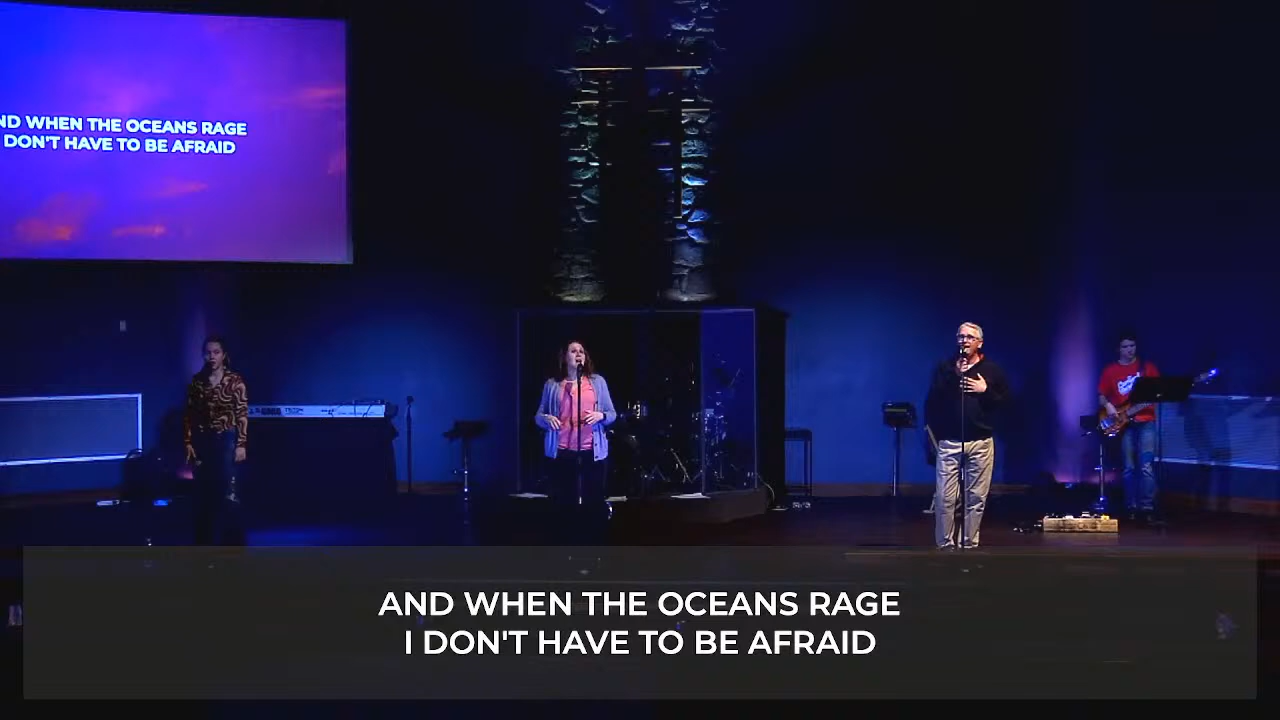 ND WHEN THE OCEANS RAGE
DON'T HAVE TO BE AFRAID
AND WHEN THE OCEANS RAGE
I DON'T HAVE TO BE AFRAID